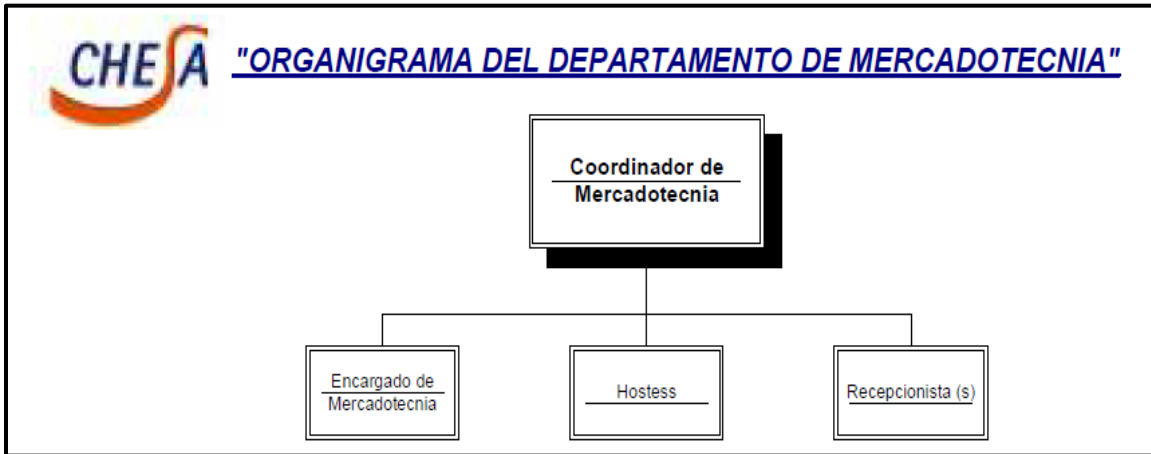 CHESA
"ORGANIGRAMA DEL DEPARTAMENTO DE MERCADOTECNIA"
Coordinador de
Mercadotecnia
Encargado de
Mercadotecnia
Hostess
Recepcionista (s)